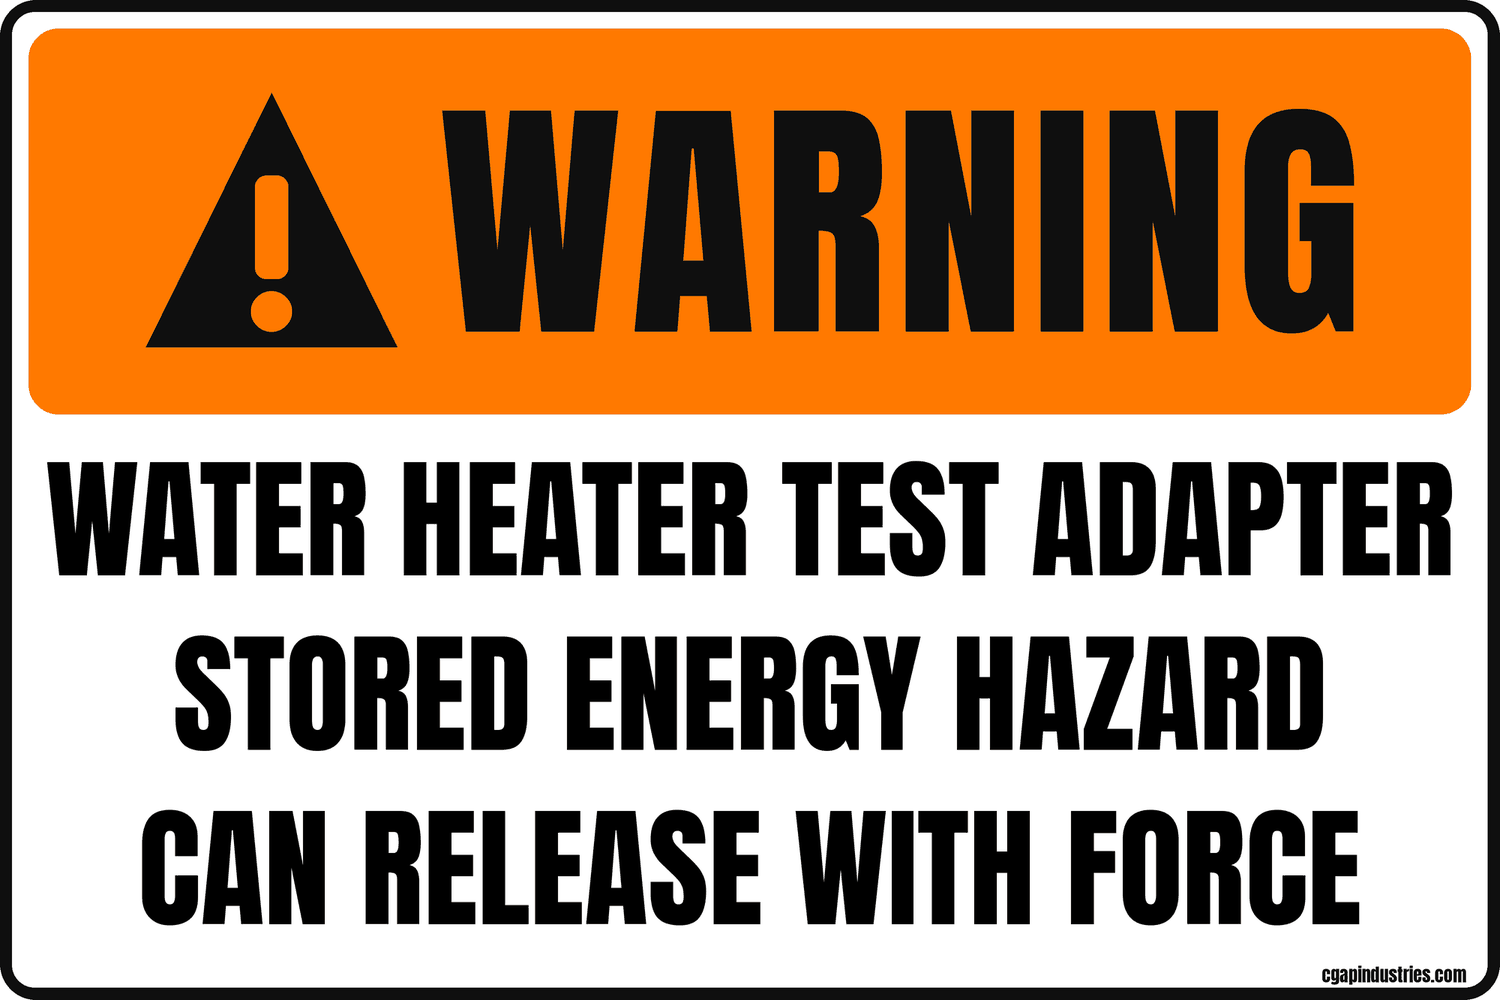 WARNING
WATER HEATER TEST ADAPTER
STORED ENERGY HAZARD
CAN RELEASE WITH FORCE
cgapindustries.com